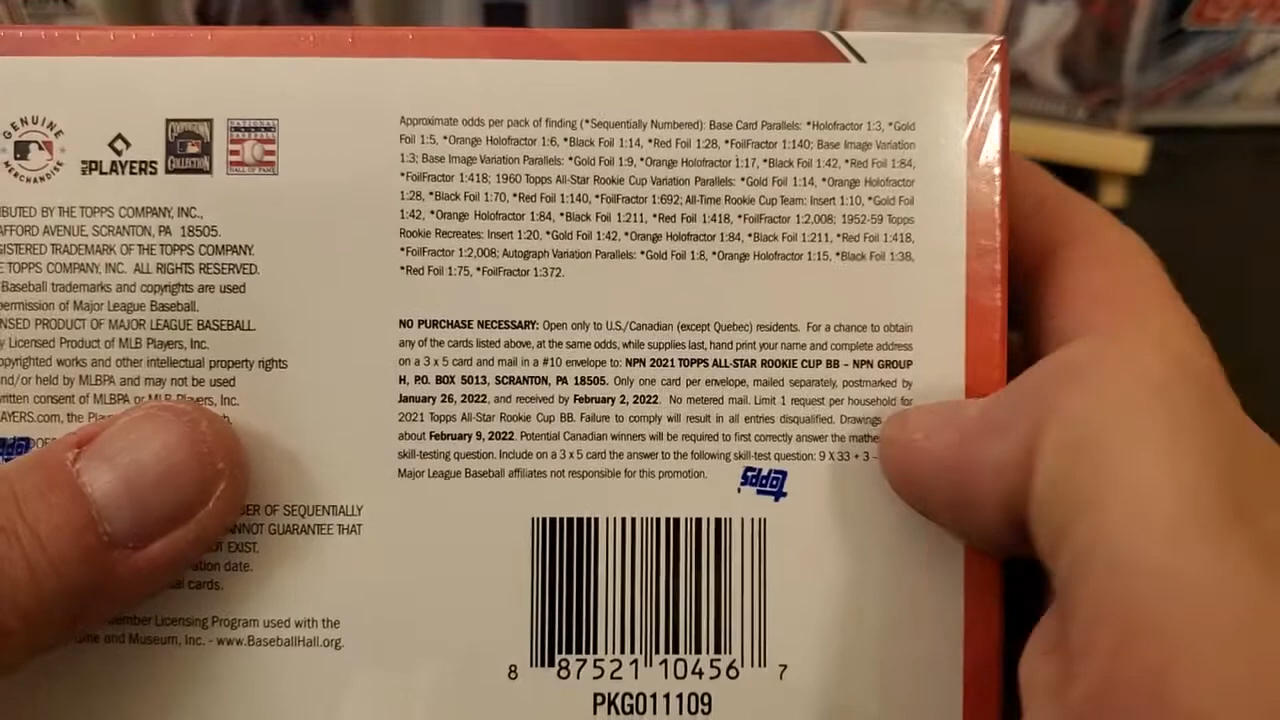 GENUINE
MERCHANDISE
PLAYERS
COOPERSTOWN
COLLECTION
NATIONAL
BASEBALL
HALL OF FAME
Approximate odds per pack of finding (*Sequentially Numbered): Base Card Parallels: *Holofractor 1:3, *Gold
Foil 1:5, *Orange Holofractor 1:6, *Black Foil 1:14, *Red Foil 1:28, *FoilFractor 1:140; Base Image Variation
1:3; Base Image Variation Parallels: *Gold Foil 1:9, *Orange Holofractor 1:17, *Black Foil 1:42, *Red Foil 1:84,
*FoilFractor 1:418; 1960 Topps All-Star Rookie Cup Variation Parallels: *Gold Foil 1:14, *Orange Holofractor
1:28, *Black Foil 1:70, *Red Foil 1:140, *FoilFractor 1:692; All-Time Rookie Cup Team: Insert 1:10, *Gold Foil
1:42, *Orange Holofractor 1:84, *Black Foil 1:211, *Red Foil 1:418, *FoilFractor 1:2,008; 1952-59 Topps
Rookie Recreates: Insert 1:20, *Gold Foil 1:42, *Orange Holofractor 1:84, *Black Foil 1:211, *Red Foil 1:418,
*FoilFractor 1:2,008; Autograph Variation Parallels: *Gold Foil 1:8, *Orange Holofractor 1:15, *Black Foil 1:38,
*Red Foil 1:75, *FoilFractor 1:372.
BUTED BY THE TOPPS COMPANY, INC.,
AFFORD AVENUE, SCRANTON, PA 18505.
GISTERED TRADEMARK OF THE TOPPS COMPANY.
E TOPPS COMPANY, INC. ALL RIGHTS RESERVED.
Baseball trademarks and copyrights are used
ermission of Major League Baseball.
NSED PRODUCT OF MAJOR LEAGUE BASEBALL.
y Licensed Product of MLB Players, Inc.
opyrighted works and other intellectual property rights
nd/or held by MLBPA and may not be used
ritten consent of MLBPA or MLB Players, Inc.
AYERS.com, the
NO PURCHASE NECESSARY: Open only to U.S./Canadian (except Quebec) residents. For a chance to obtain
any of the cards listed above, at the same odds, while supplies last, hand print your name and complete address
on a 3 x 5 card and mail in a #10 envelope to: NPN 2021 TOPPS ALL-STAR ROOKIE CUP BB – NPN GROUP
H, P.O. BOX 5013, SCRANTON, PA 18505. Only one card per envelope, mailed separately, postmarked by
January 26, 2022, and received by February 2, 2022. No metered mail. Limit 1 request per household for
2021 Topps All-Star Rookie Cup BB. Failure to comply will result in all entries disqualified. Drawings
about February 9, 2022. Potential Canadian winners will be required to first correctly answer the mathe
skill-testing question. Include on a 3 x 5 card the answer to the following skill-test question: 9 X 33 + 3 –
Major League Baseball affiliates not responsible for this promotion.
topps
BER OF SEQUENTIALLY
ANNOT GUARANTEE THAT
OT EXIST.
ation date.
al cards.
ember Licensing Program used with the
ame and Museum, Inc. - www.BaseballHall.org.
8 87521 10456 7
PKG011109